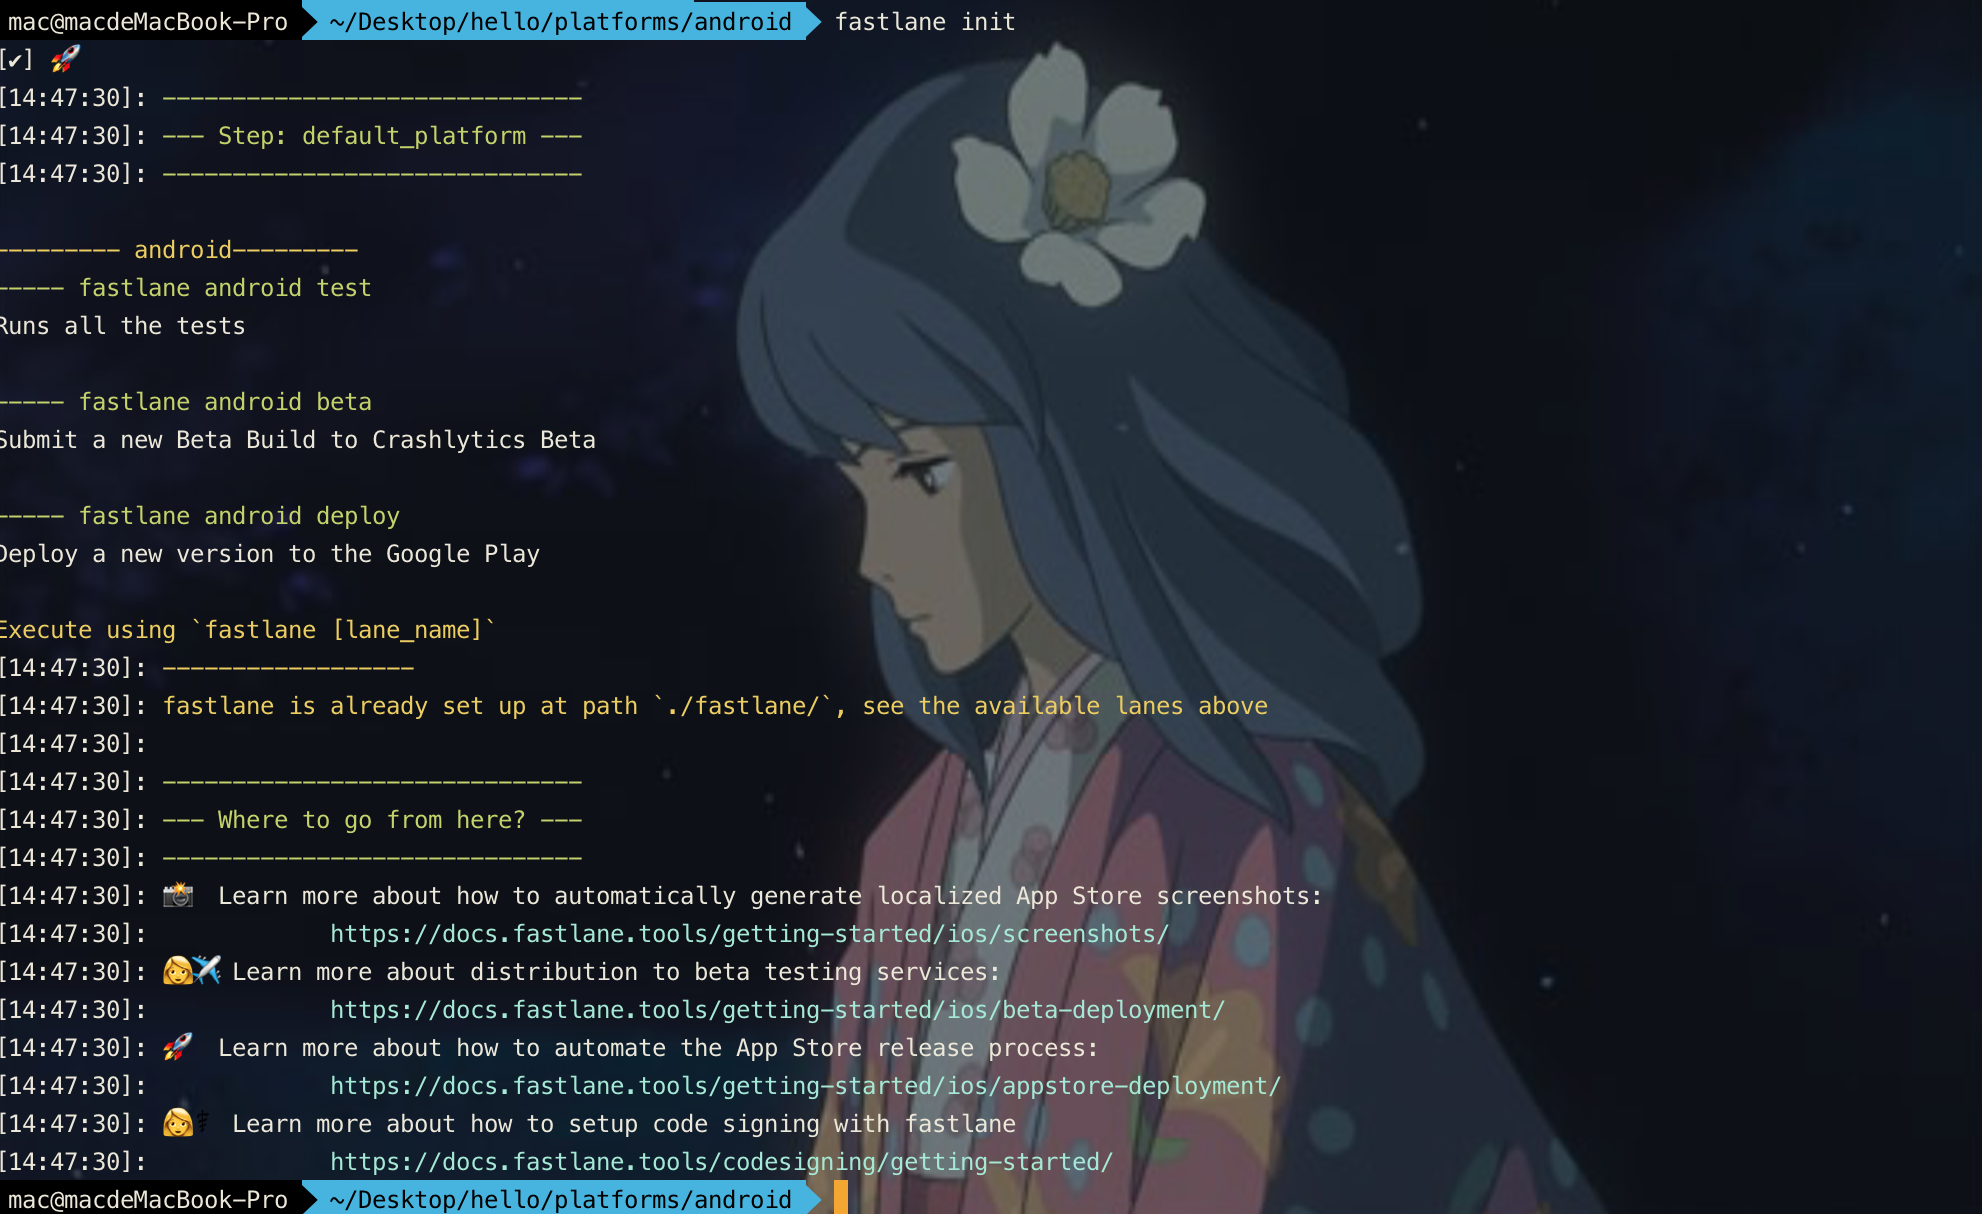 mac@macdeMacBook-Pro ~/Desktop/hello/platforms/android fastlane init
[✔] 🚀
[14:47:30]: ------------------------------
[14:47:30]: --- Step: default_platform ---
[14:47:30]: ------------------------------
--------- android---------
----- fastlane android test
Runs all the tests
----- fastlane android beta
Submit a new Beta Build to Crashlytics Beta
----- fastlane android deploy
Deploy a new version to the Google Play
Execute using `fastlane [lane_name]`
[14:47:30]: ------------------
[14:47:30]: fastlane is already set up at path `./fastlane/`, see the available lanes above
[14:47:30]:
[14:47:30]: ------------------------------
[14:47:30]: --- Where to go from here? ---
[14:47:30]: ------------------------------
[14:47:30]: 📸  Learn more about how to automatically generate localized App Store screenshots:
[14:47:30]:             https://docs.fastlane.tools/getting-started/ios/screenshots/
[14:47:30]: 👩✈️ Learn more about distribution to beta testing services:
[14:47:30]:             https://docs.fastlane.tools/getting-started/ios/beta-deployment/
[14:47:30]: 🚀  Learn more about how to automate the App Store release process:
[14:47:30]:             https://docs.fastlane.tools/getting-started/ios/appstore-deployment/
[14:47:30]: 👩⚕  Learn more about how to setup code signing with fastlane
[14:47:30]:             https://docs.fastlane.tools/codesigning/getting-started/
mac@macdeMacBook-Pro ~/Desktop/hello/platforms/android